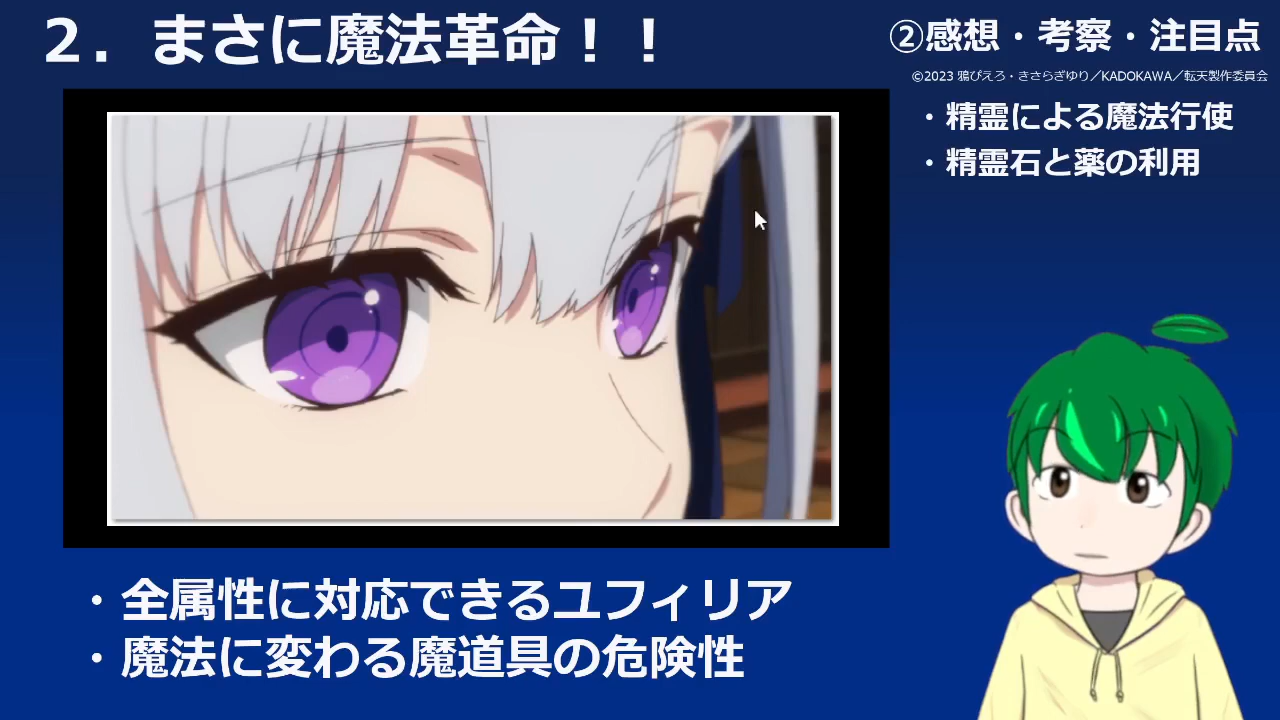 ２．まさに魔法革命！！
②感想・考察・注目点
©2023 鴉ぴえろ・きさらぎゆり／KADOKAWA／転天製作委員会
・精霊による魔法行使
・精霊石と薬の利用
・全属性に対応できるユフィリア
・魔法に変わる魔道具の危険性